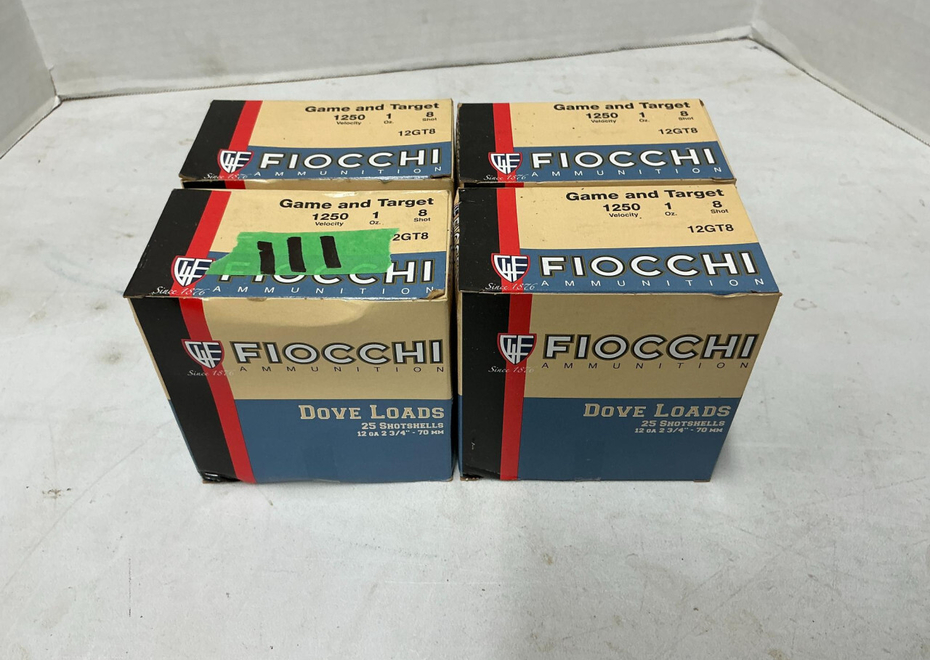 Game and Target
1250 1 8
Velocity Oz. Shot
12GT8
FIOCCHI
Since 1876 AMMUNITION
Game and Target
1250 1 8
Velocity Oz. Shot
12GT8
FIOCCHI
Since 1876 AMMUNITION
Game and Target
1250 1 8
Velocity Oz. Shot
2GT8
FIOCCHI
Since 1876 AMMUNITION
FIOCCHI
Since 1876 AMMUNITION
DOVE LOADS
25 SHOTSHELLS
12 GA 2 3/4" - 70 MM
Game and Target
1250 1 8
Velocity Oz. Shot
12GT8
FIOCCHI
Since 1876 AMMUNITION
FIOCCHI
Since 1876 AMMUNITION
DOVE LOADS
25 SHOTSHELLS
12 GA 2 3/4" - 70 MM